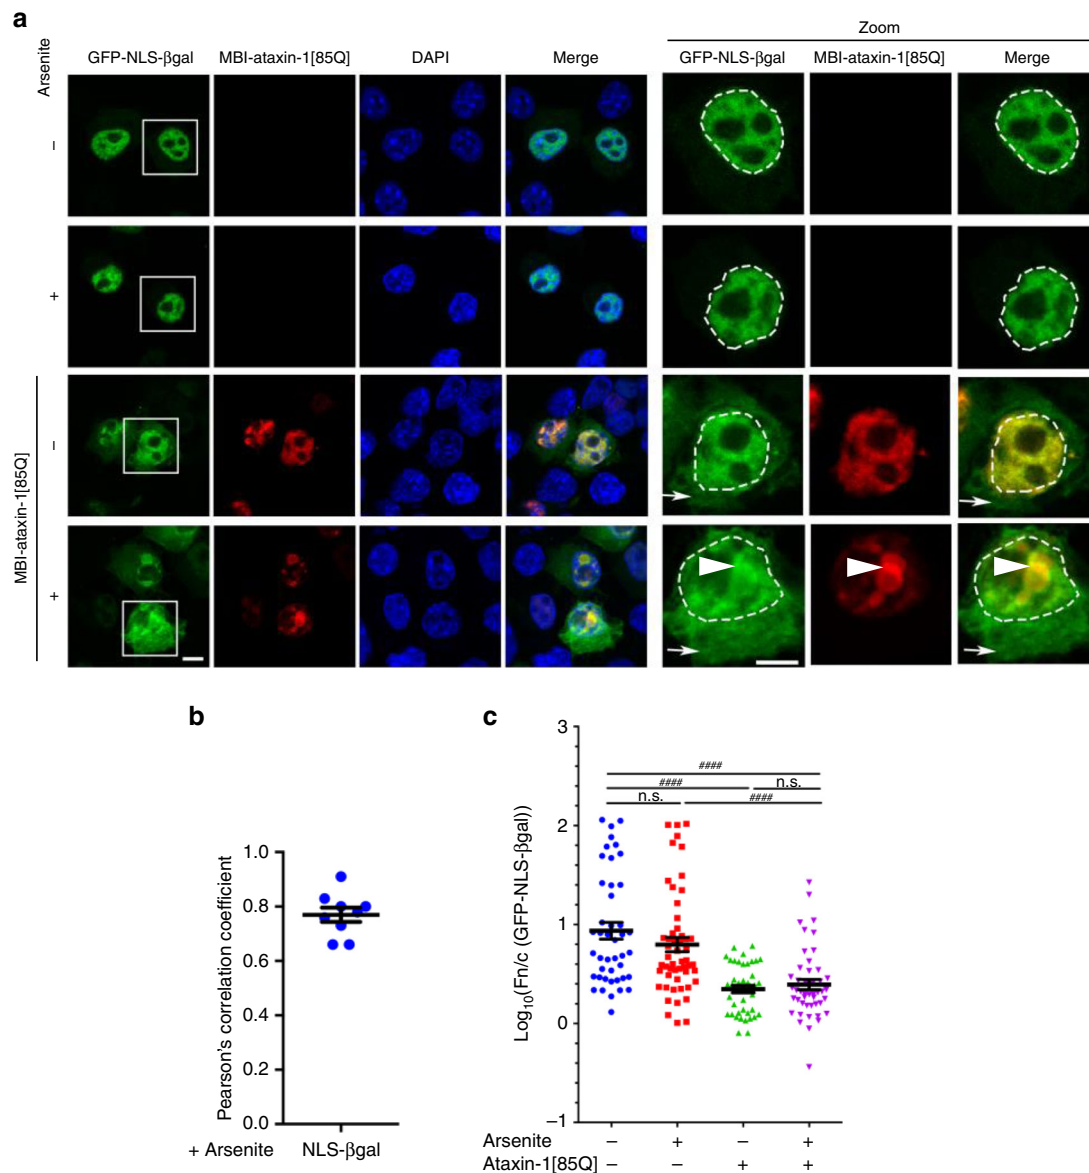 a
Zoom
Arsenite
GFP-NLS-βgal MBI-ataxin-1[85Q] DAPI Merge GFP-NLS-βgal MBI-ataxin-1[85Q] Merge
–
+
MBI-ataxin-1[85Q]
–
+
b
Pearson's correlation coefficient
1.0
0.8
0.6
0.4
0.2
0.0
+ Arsenite NLS-βgal
c
Log10(Fn/c (GFP-NLS-βgal))
3
2
1
0
–1
####
#### n.s.
n.s. ####
Arsenite – + – +
Ataxin-1[85Q] – – + +